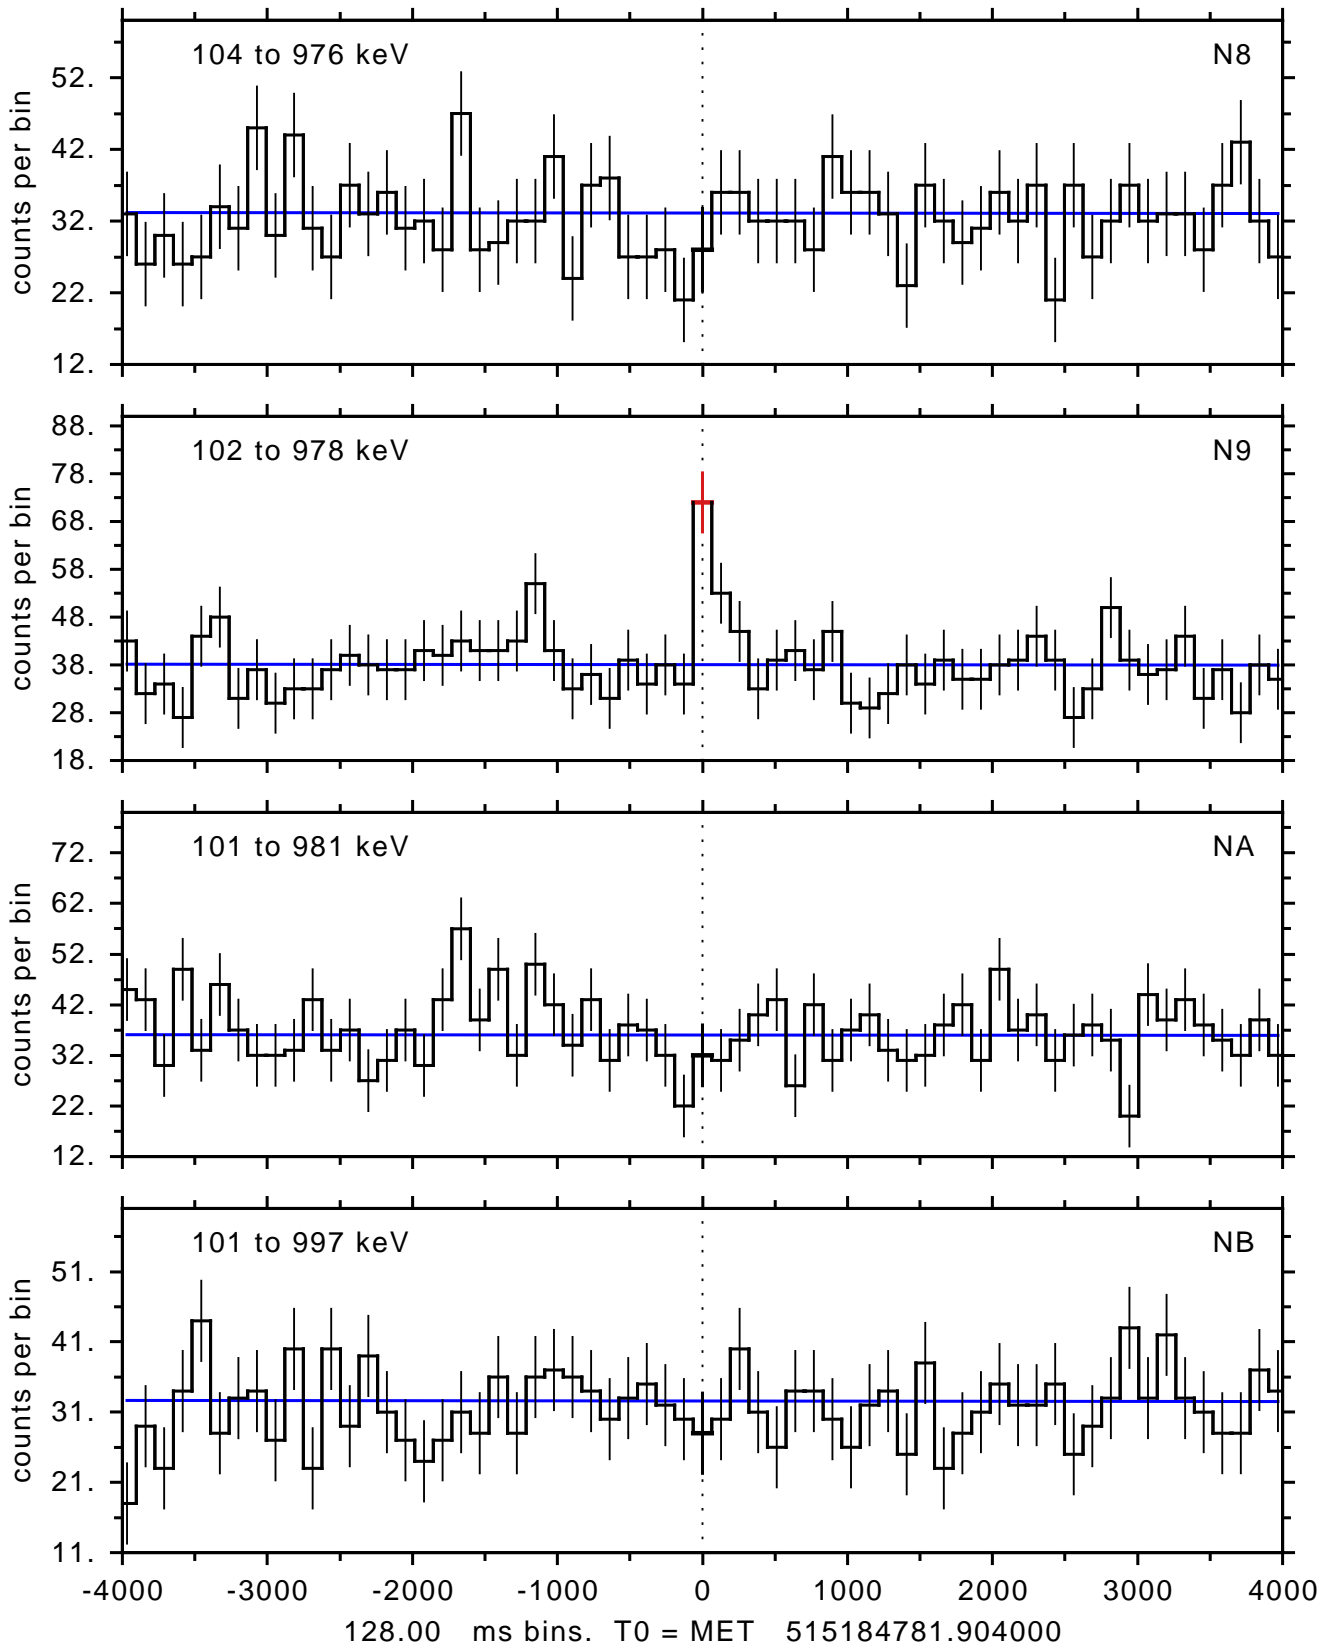 104 to 976 keV N8
52.
42.
32.
22.
12.
counts per bin
102 to 978 keV N9
88.
78.
68.
58.
48.
38.
28.
18.
counts per bin
101 to 981 keV NA
72.
62.
52.
42.
32.
22.
12.
counts per bin
101 to 997 keV NB
51.
41.
31.
21.
11.
counts per bin
-4000 -3000 -2000 -1000 0 1000 2000 3000 4000
128.00 ms bins. T0 = MET 515184781.904000